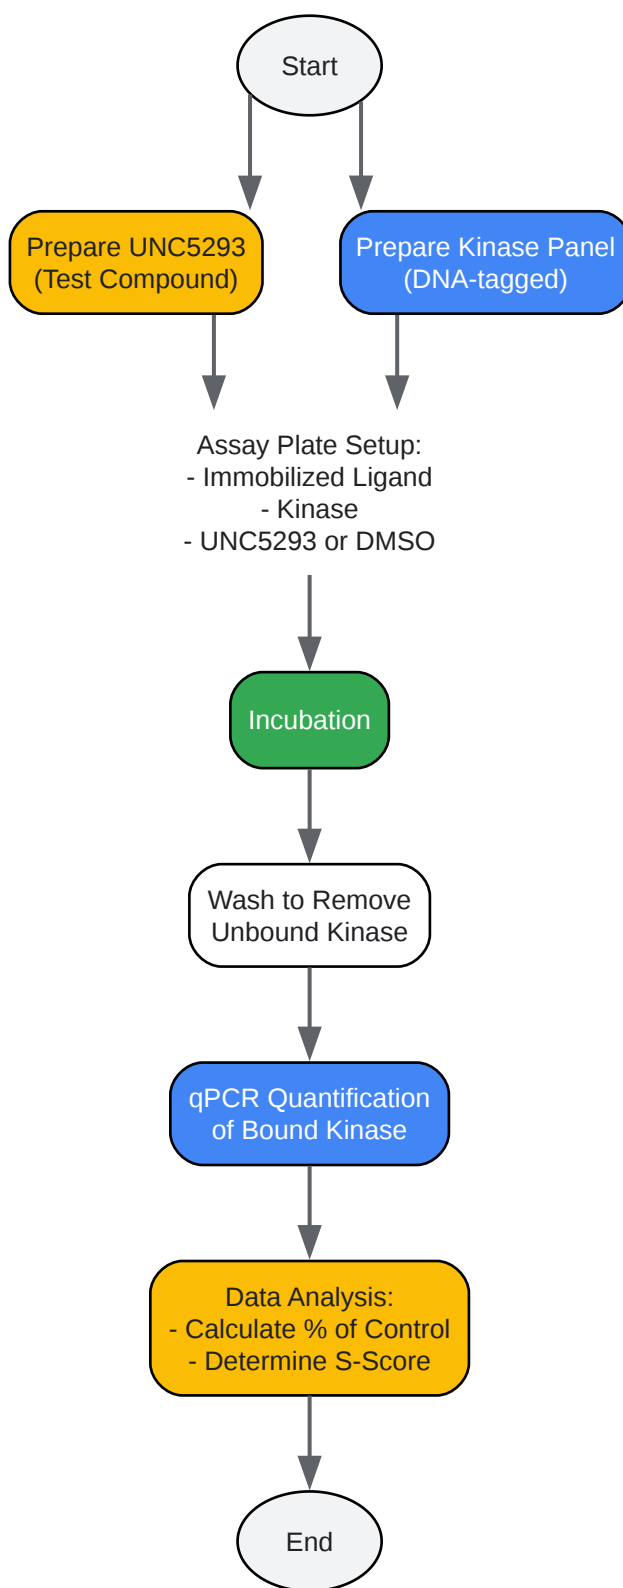 Start
Prepare UNC5293
(Test Compound)
Prepare Kinase Panel
(DNA-tagged)
Assay Plate Setup:
- Immobilized Ligand
- Kinase
- UNC5293 or DMSO
Incubation
Wash to Remove
Unbound Kinase
qPCR Quantification
of Bound Kinase
Data Analysis:
- Calculate % of Control
- Determine S-Score
End